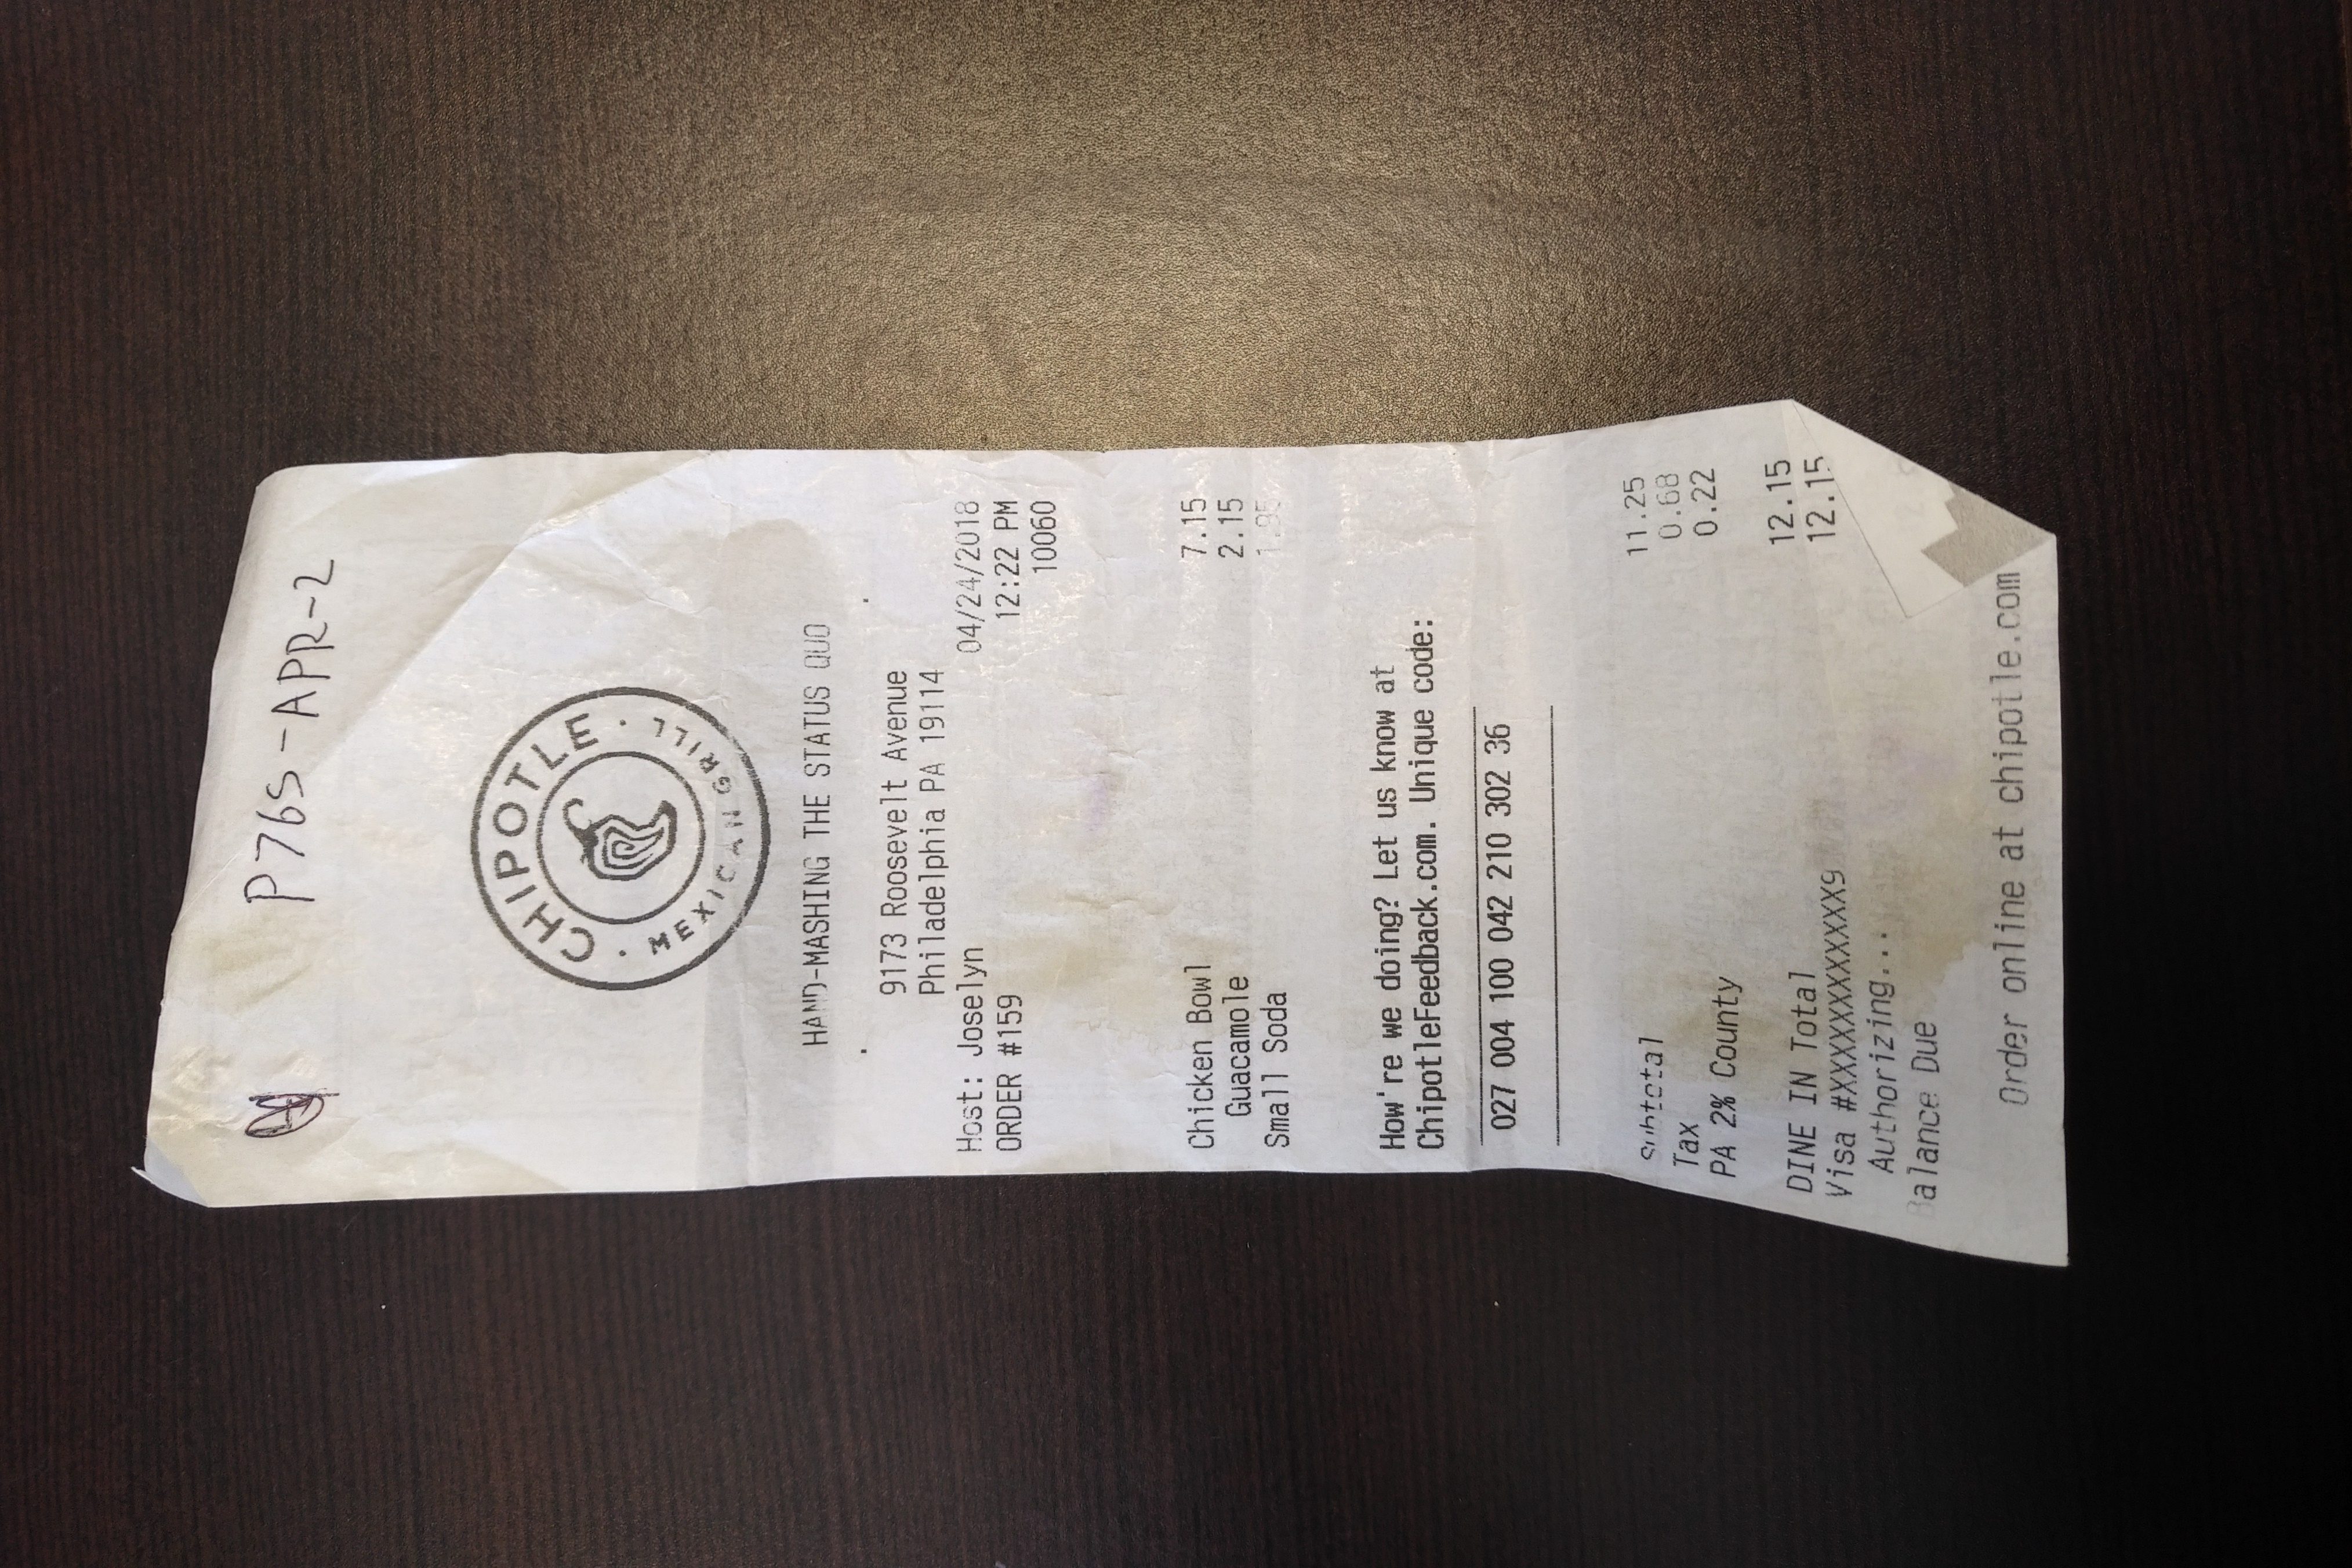 P76S-APR-2
CHIPOTLE
MEXICAN GRILL
HAND-MASHING THE STATUS QUO
9173 Roosevelt Avenue
Philadelphia PA 19114
Host: Joselyn 04/24/2018
ORDER #159 12:22 PM
10060
Chicken Bowl 7.15
Guacamole 2.15
Small Soda 1.95
How're we doing? Let us know at
ChipotleFeedback.com. Unique code:
027 004 100 042 210 302 36
Subtotal 11.25
Tax 0.68
PA 2% County 0.22
DINE IN Total 12.15
Visa #XXXXXXXXXXXX9 12.15
Authorizing...
Balance Due
Order online at chipotle.com